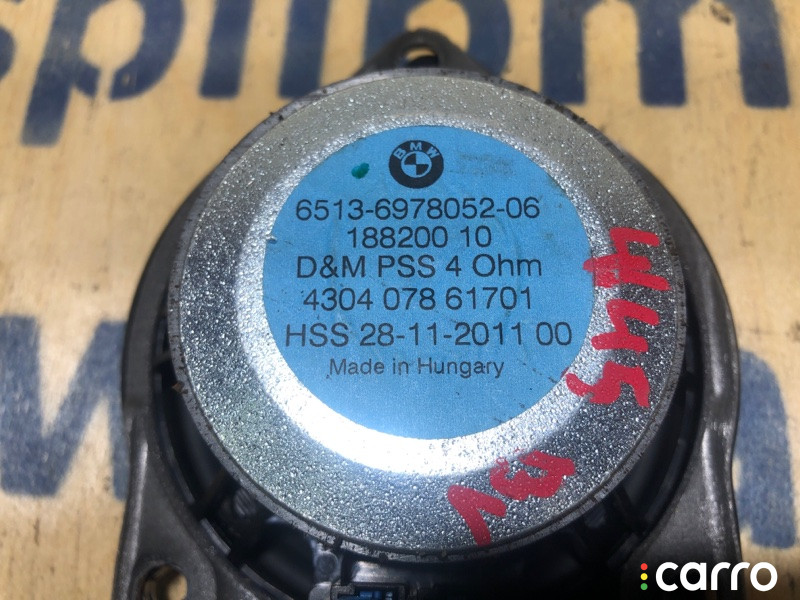 BMW
6513-6978052-06
188200 10
D&M PSS 4 Ohm
4304 078 61701
HSS 28-11-2011 00
Made in Hungary
carro